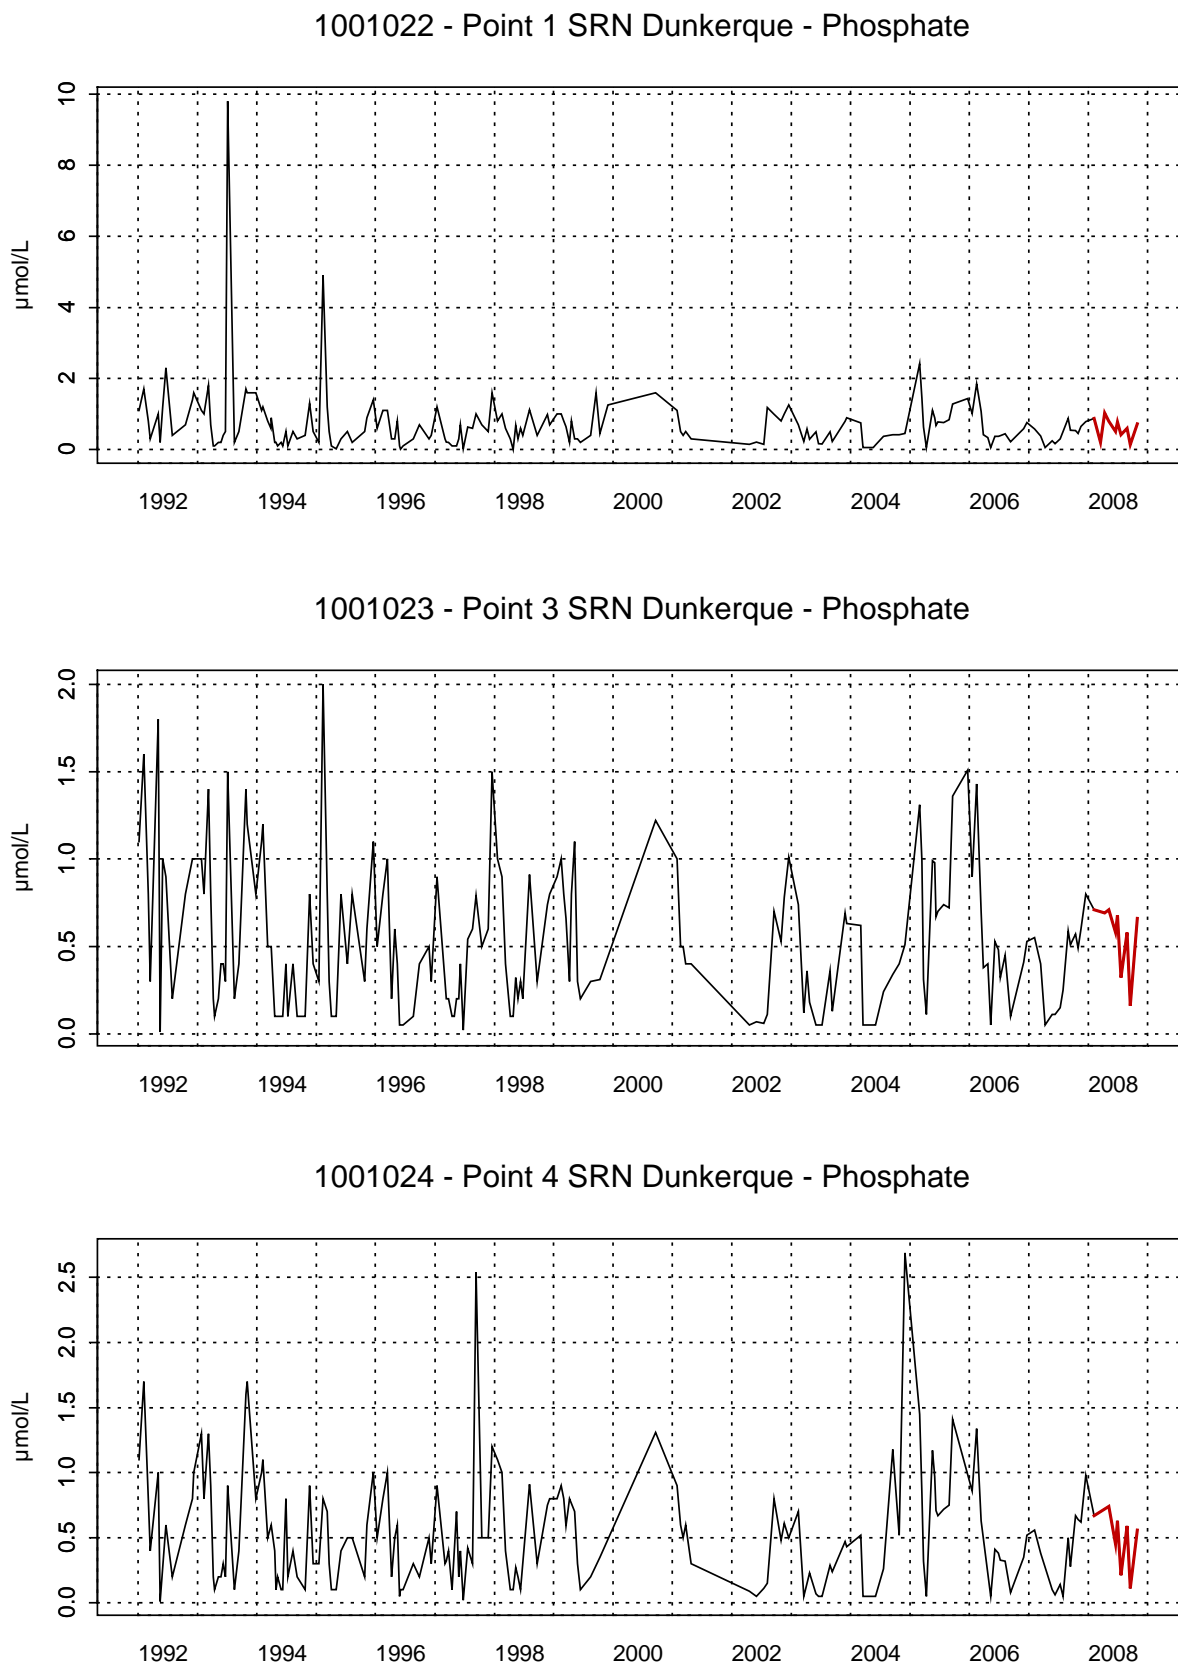 1001022 - Point 1 SRN Dunkerque - Phosphate
10
8
6
4
2
0
µmol/L
1992 1994 1996 1998 2000 2002 2004 2006 2008
1001023 - Point 3 SRN Dunkerque - Phosphate
2.0
1.5
1.0
0.5
0.0
µmol/L
1992 1994 1996 1998 2000 2002 2004 2006 2008
1001024 - Point 4 SRN Dunkerque - Phosphate
2.5
2.0
1.5
1.0
0.5
0.0
µmol/L
1992 1994 1996 1998 2000 2002 2004 2006 2008